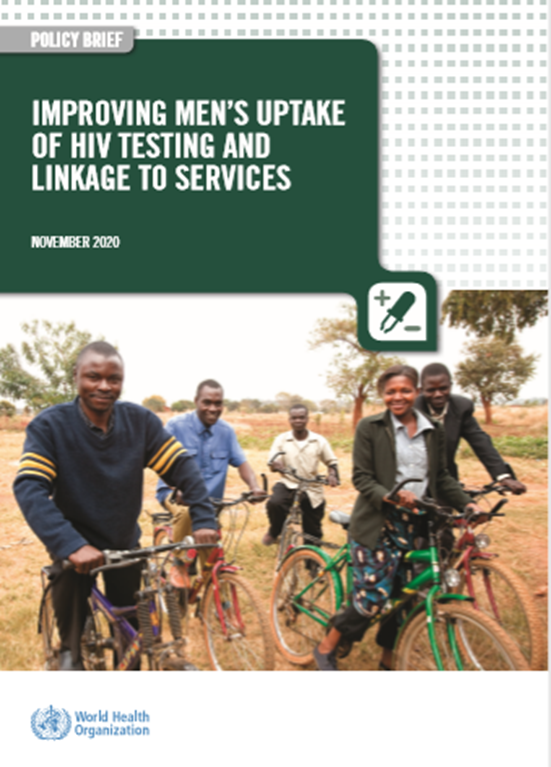 POLICY BRIEF
IMPROVING MEN'S UPTAKE
OF HIV TESTING AND
LINKAGE TO SERVICES
NOVEMBER 2020
World Health
Organization